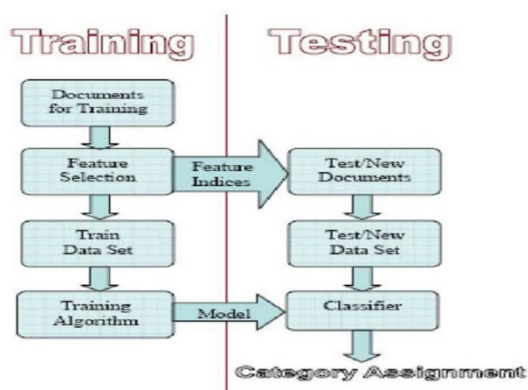 Training
Testing
Documents
for Training
Feature
Selection
Feature
Indices
Test/New
Documents
Train
Data Set
Test/New
Data Set
Training
Algorithm
Model
Classifier
Category Assignment